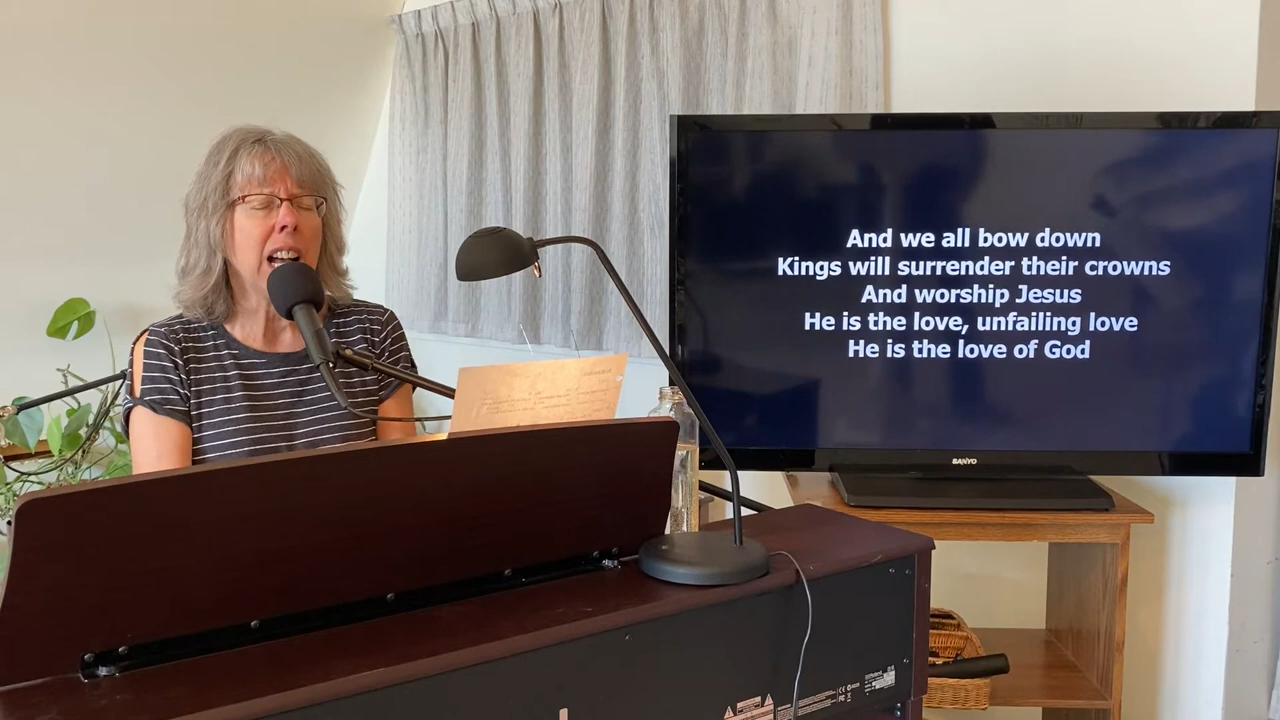 And we all bow down
Kings will surrender their crowns
And worship Jesus
He is the love, unfailing love
He is the love of God
SANYO